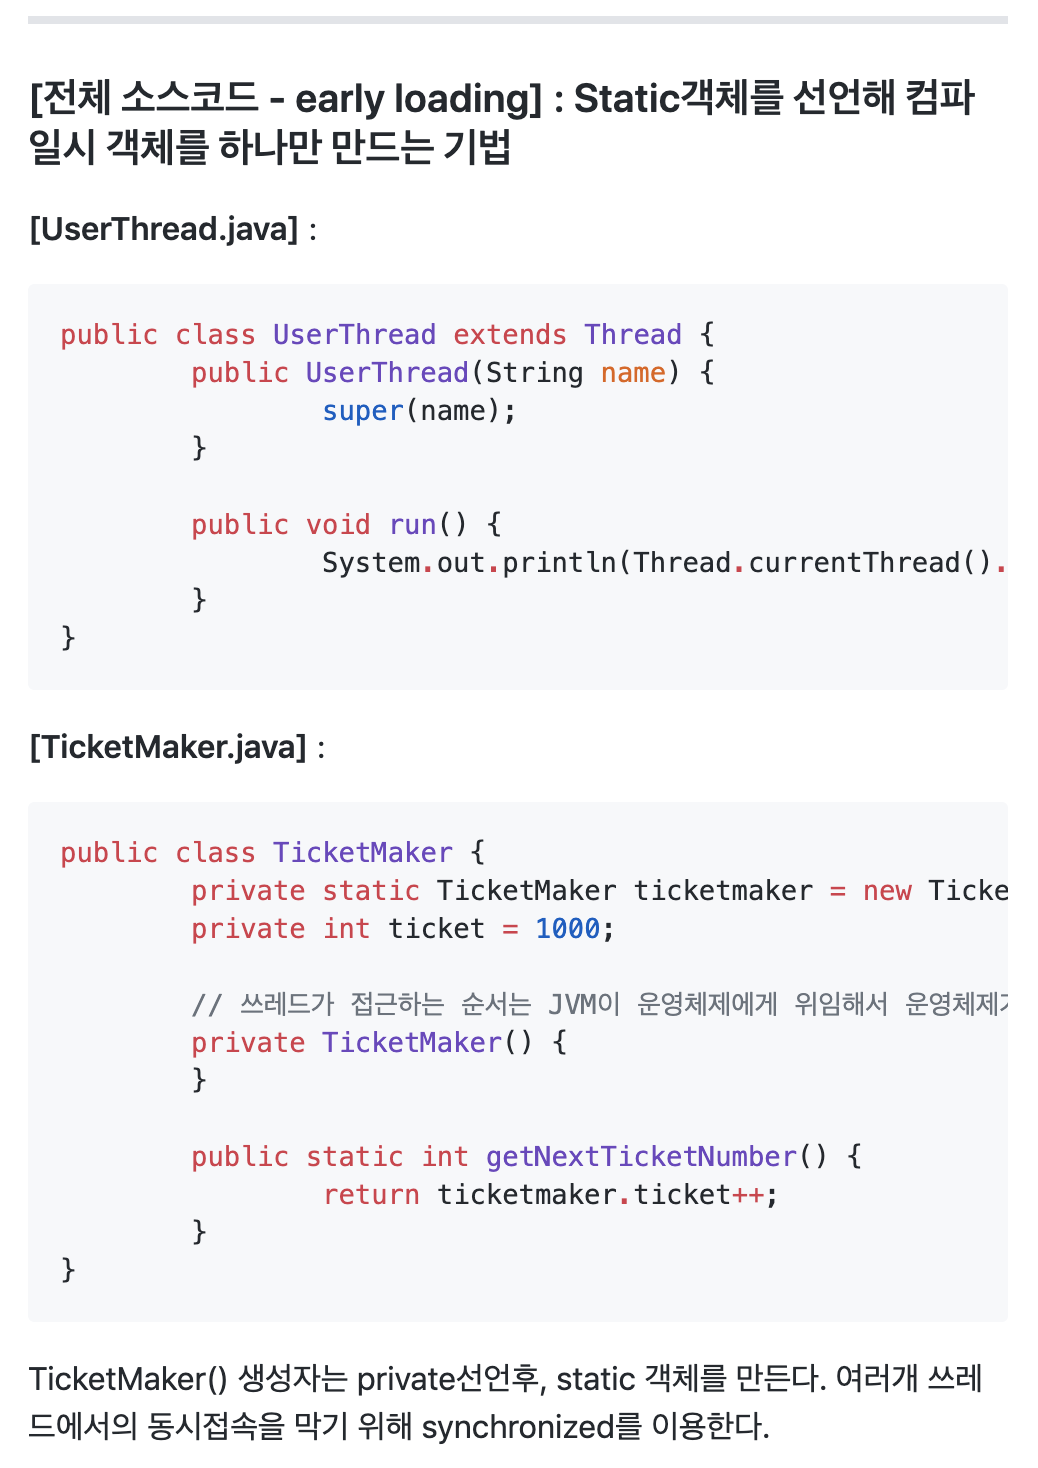 [전체 소스코드 - early loading] : Static객체를 선언해 컴파
일시 객체를 하나만 만드는 기법
[UserThread.java] :
public class UserThread extends Thread {
public UserThread(String name) {
super(name);
}
public void run() {
System.out.println(Thread.currentThread().
}
}
[TicketMaker.java] :
public class TicketMaker {
private static TicketMaker ticketmaker = new Ticke
private int ticket = 1000;
// 쓰레드가 접근하는 순서는 JVM이 운영체제에게 위임해서 운영체제
private TicketMaker() {
}
public static int getNextTicketNumber() {
return ticketmaker.ticket++;
}
}
TicketMaker() 생성자는 private선언후, static 객체를 만든다. 여러개 쓰레
드에서의 동시접속을 막기 위해 synchronized를 이용한다.